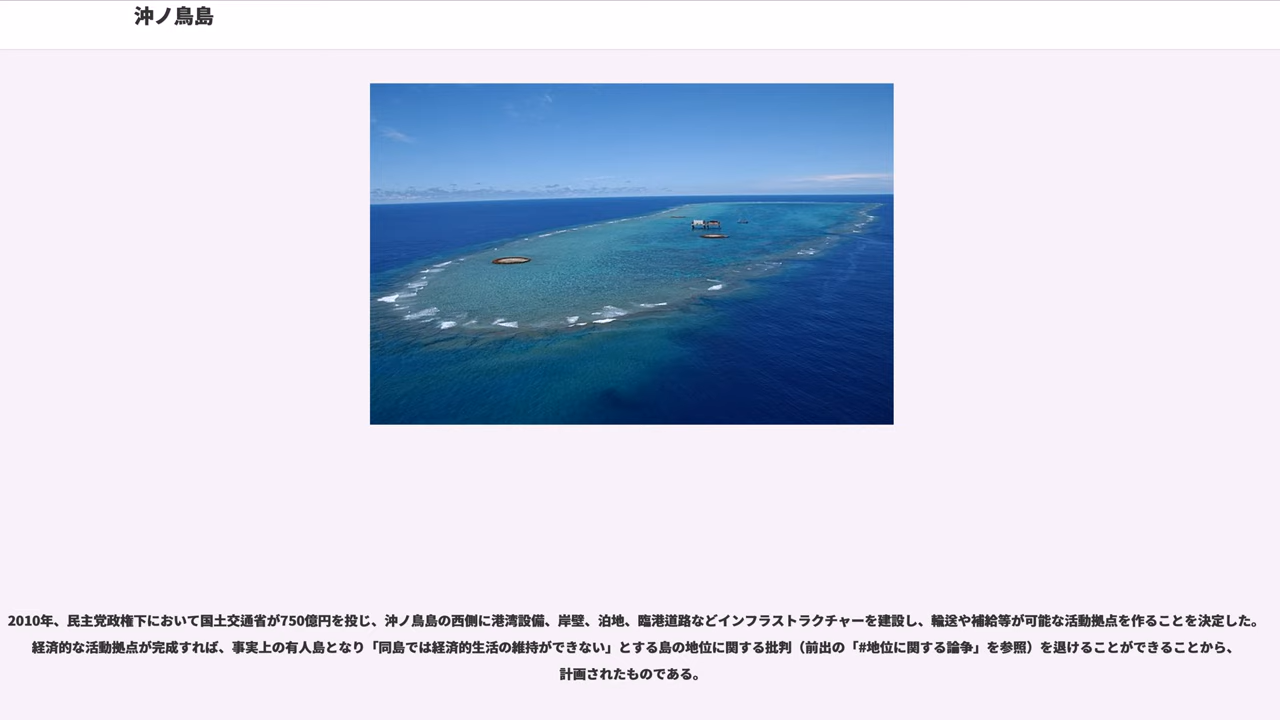 沖ノ鳥島
2010年、民主党政権下において国土交通省が750億円を投じ、沖ノ鳥島の西側に港湾設備、岸壁、泊地、臨港道路などインフラストラクチャーを建設し、輸送や補給等が可能な活動拠点を作ることを決定した。
経済的な活動拠点が完成すれば、事実上の有人島となり「同島では経済的生活の維持ができない」とする島の地位に関する批判（前出の「#地位に関する論争」を参照）を退けることができることから、
計画されたものである。